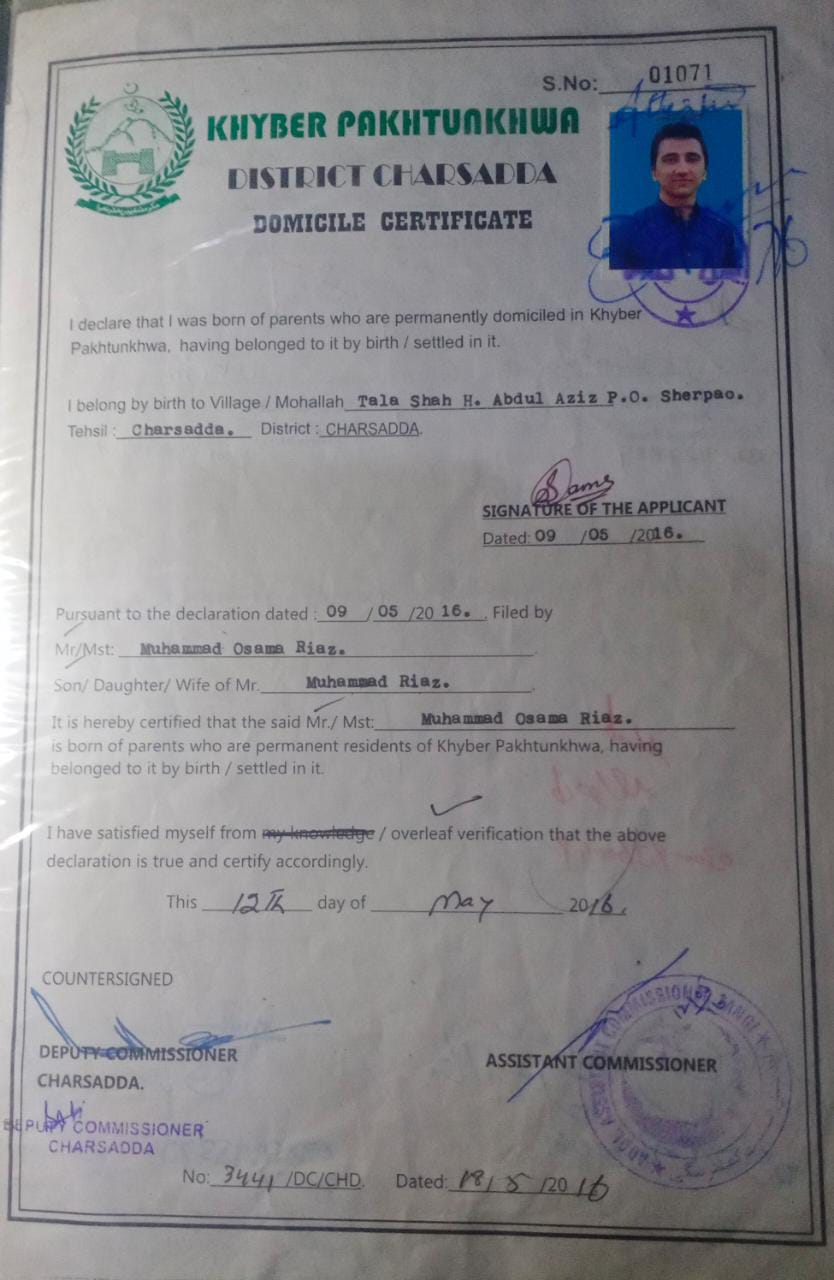 S.No: 01071
Attested
KHYBER PAKHTUNKHWA
DISTRICT CHARSADDA
DOMICILE CERTIFICATE
I declare that I was born of parents who are permanently domiciled in Khyber
Pakhtunkhwa, having belonged to it by birth / settled in it.
I belong by birth to Village / Mohallah Tala Shah H. Abdul Aziz P.O. Sherpao.
Tehsil : Charsadda. District : CHARSADDA.
SIGNATURE OF THE APPLICANT
Dated: 09 /05 /2016.
Pursuant to the declaration dated : 09 / 05 /20 16. . Filed by
Mr/Mst: Muhammad Osama Riaz.
Son/ Daughter/ Wife of Mr. Muhammad Riaz.
It is hereby certified that the said Mr./ Mst: Muhammad Osama Riaz.
is born of parents who are permanent residents of Khyber Pakhtunkhwa, having
belonged to it by birth / settled in it.
I have satisfied myself from my knowledge / overleaf verification that the above
declaration is true and certify accordingly.
This 12th day of May 2016.
COUNTERSIGNED
DEPUTY COMMISSIONER
CHARSADDA.
ASSISTANT COMMISSIONER
DEPUTY COMMISSIONER
CHARSADDA
No: 3441 /DC/CHD. Dated: 18/5 /2016